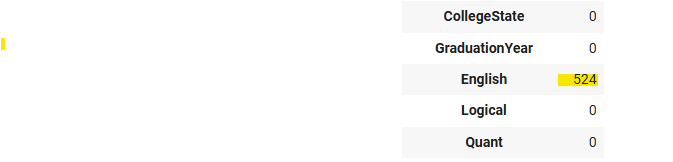 CollegeState 0
GraduationYear 0
English 524
Logical 0
Quant 0